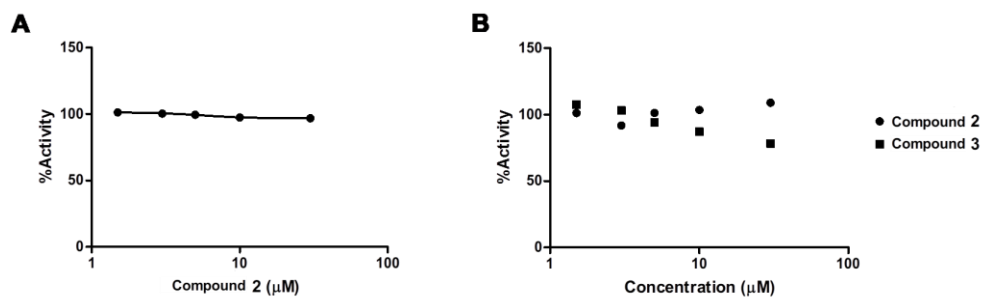 A
150
100
50
0
%Activity
1
10
100
Compound 2 (μM)
B
150
100
50
0
%Activity
1
10
100
Concentration (μM)
Compound 2
Compound 3